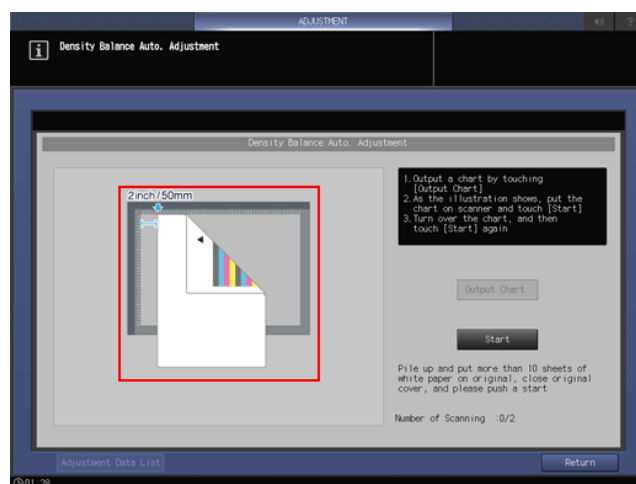 ADJUSTMENT
?
i
Density Balance Auto. Adjustment
Density Balance Auto. Adjustment
2inch/50mm
1.Output a chart by touching
[Output Chart]
2.As the illustration shows, put the
chart on scanner and touch [Start]
3.Turn over the chart, and then
touch [Start] again
Output Chart
Start
Pile up and put more than 10 sheets of
white paper on original, close original
cover, and please push a start
Number of Scanning :0/2
Adjustment Data List
Return
01:28